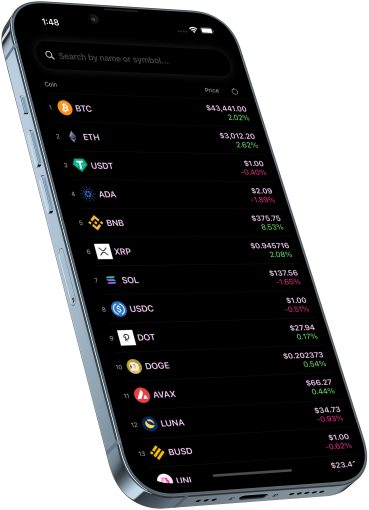 1:48
Search by name or symbol...
Coin Price
1 BTC $43,441.00
2.02%
2 ETH $3,012.20
2.62%
3 USDT $1.00
-0.40%
4 ADA $2.09
-1.89%
5 BNB $375.75
8.53%
6 XRP $0.945716
2.08%
7 SOL $137.56
-1.65%
8 USDC $1.00
-0.51%
9 DOT $27.94
0.17%
10 DOGE $0.202373
0.54%
11 AVAX $66.27
0.44%
12 LUNA $34.73
-0.93%
13 BUSD $1.00
-0.62%
UNI $23.4